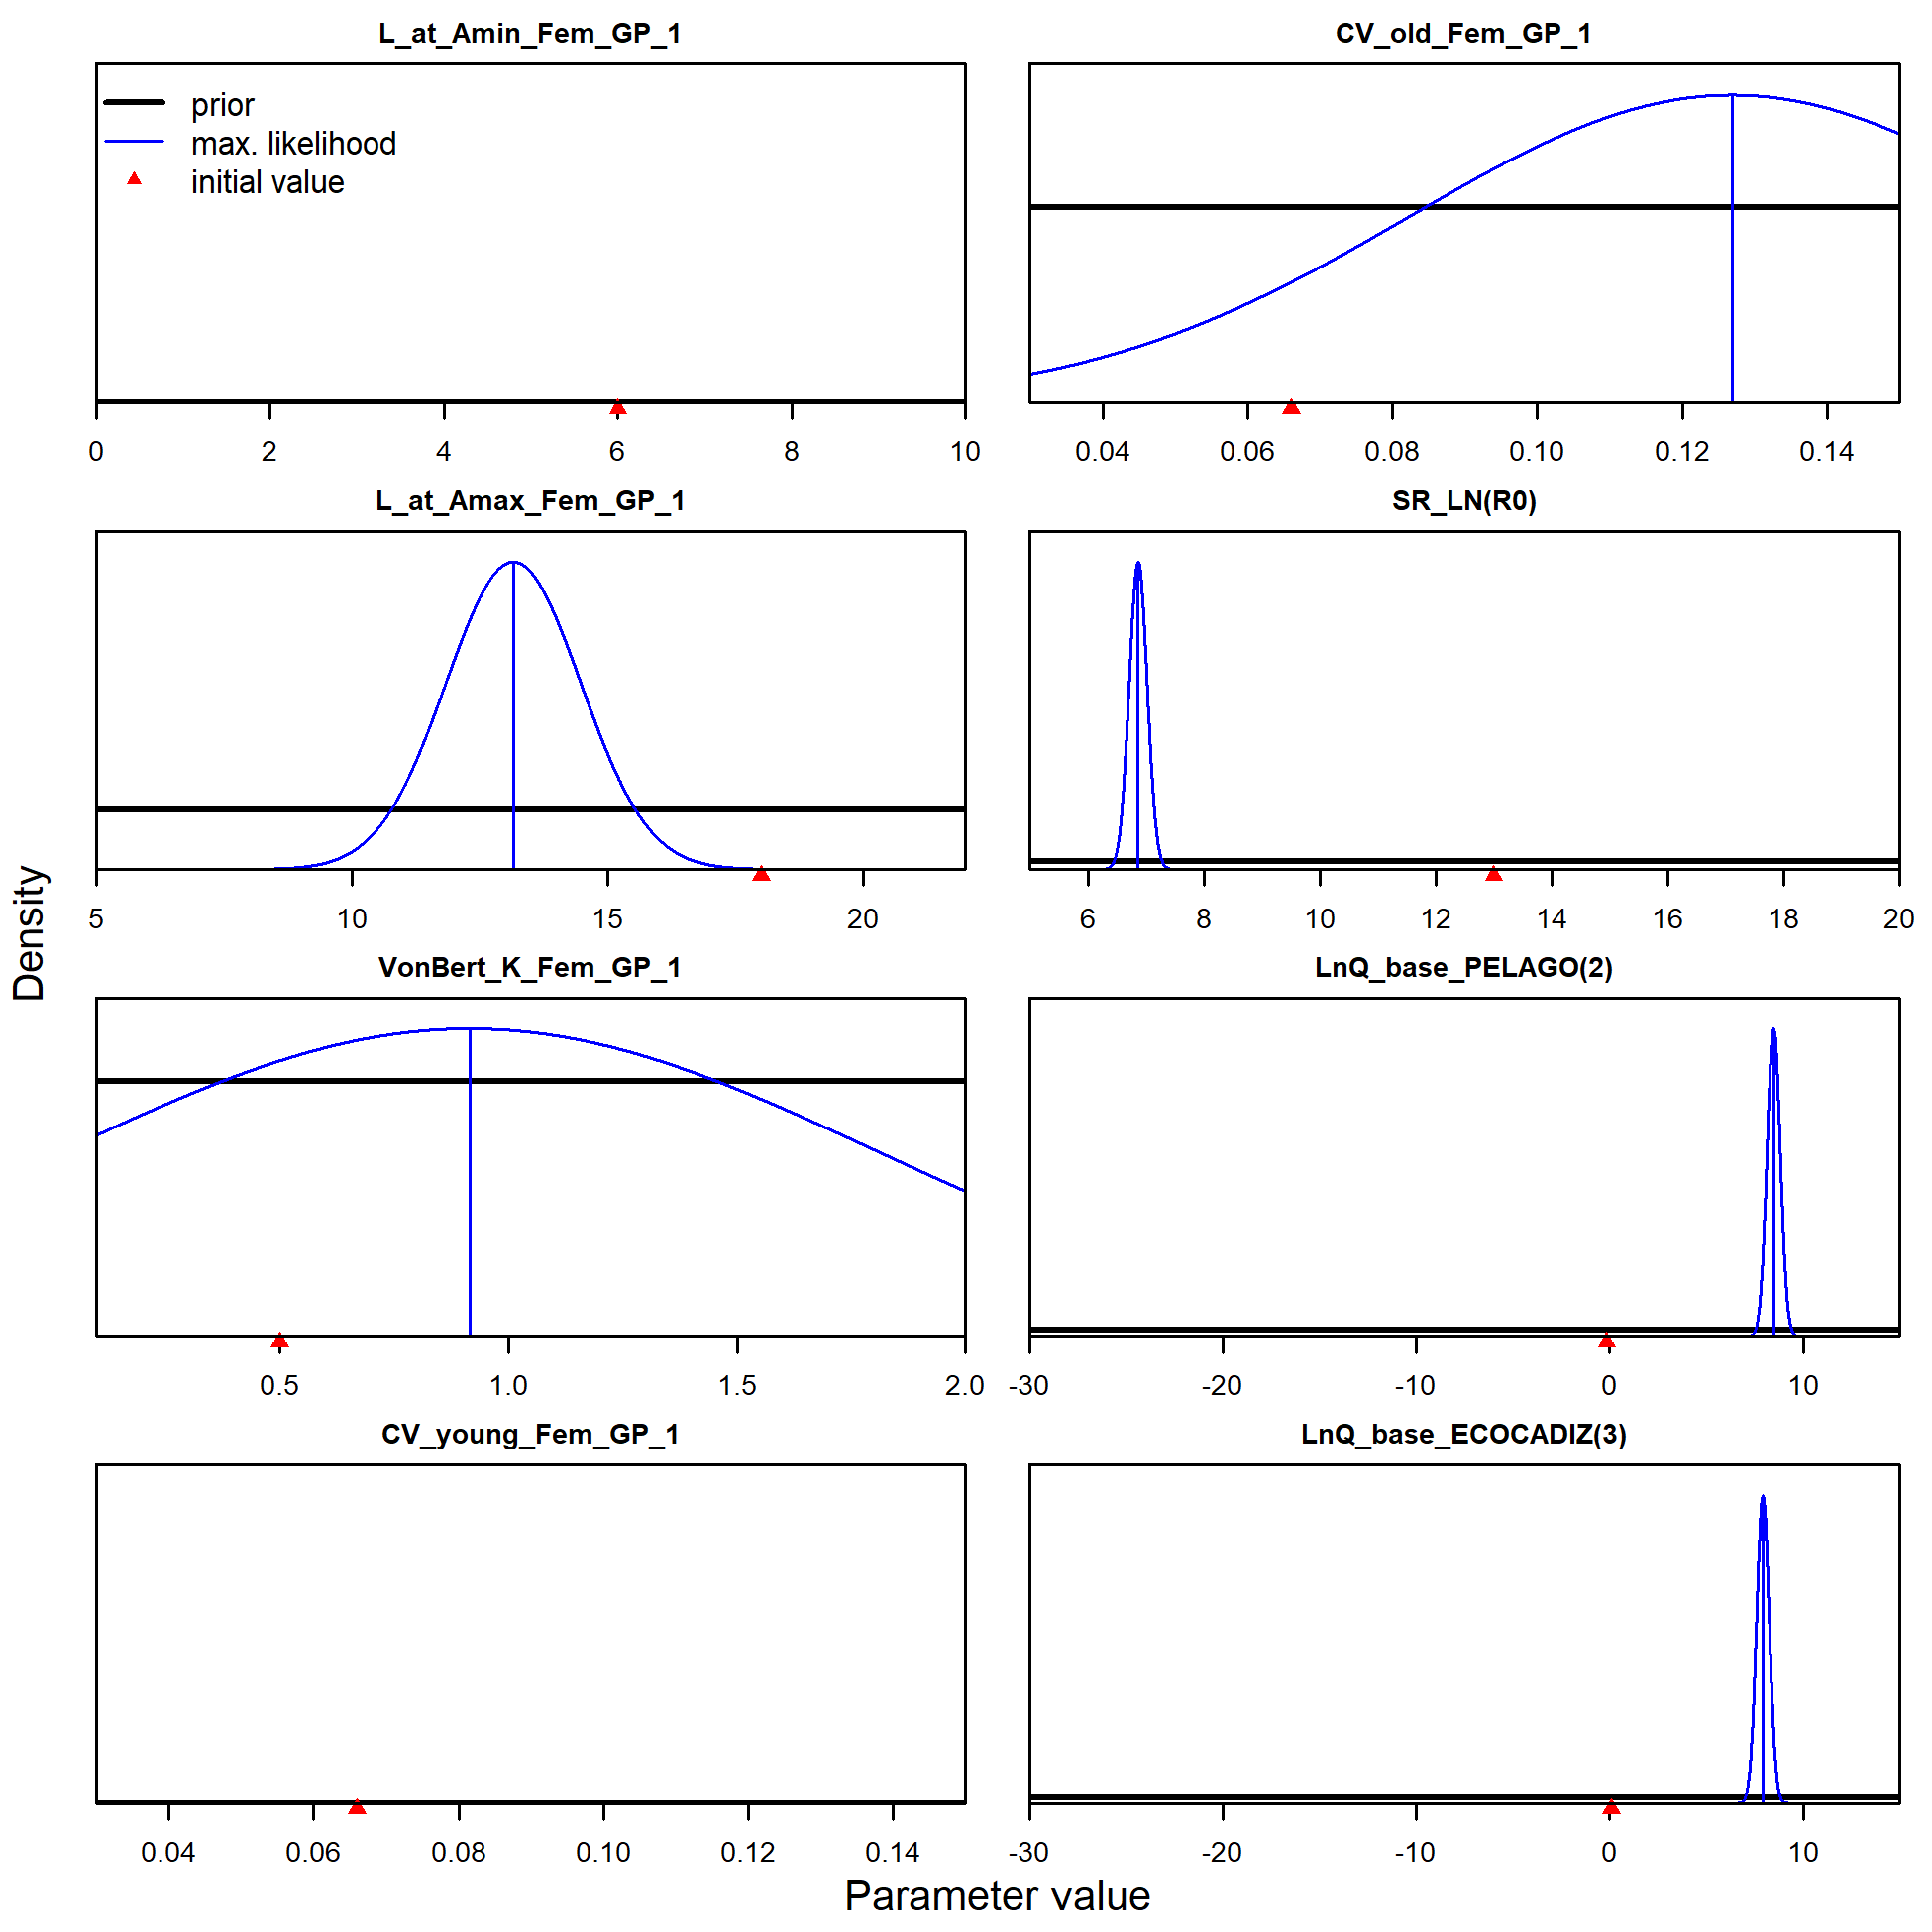 L_at_Amin_Fem_GP_1
prior
max. likelihood
initial value
0 2 4 6 8 10
CV_old_Fem_GP_1
0.04 0.06 0.08 0.10 0.12 0.14
L_at_Amax_Fem_GP_1
5 10 15 20
SR_LN(R0)
6 8 10 12 14 16 18 20
VonBert_K_Fem_GP_1
0.5 1.0 1.5 2.0
LnQ_base_PELAGO(2)
-30 -20 -10 0 10
CV_young_Fem_GP_1
0.04 0.06 0.08 0.10 0.12 0.14
LnQ_base_ECOCADIZ(3)
-30 -20 -10 0 10
Density
Parameter value